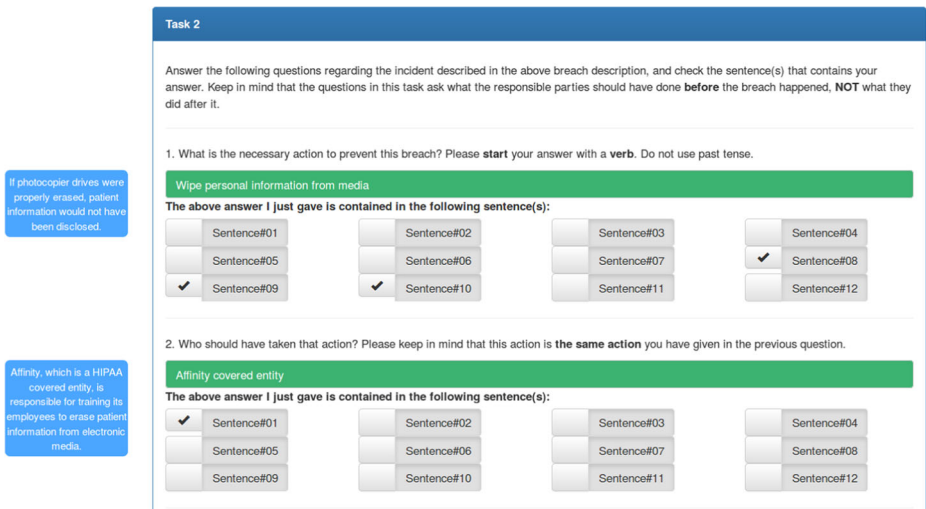 Task 2
Answer the following questions regarding the incident described in the above breach description, and check the sentence(s) that contains your
answer. Keep in mind that the questions in this task ask what the responsible parties should have done before the breach happened, NOT what they
did after it.
1. What is the necessary action to prevent this breach? Please start your answer with a verb. Do not use past tense.
If photocopier drives were
properly erased, patient
information would not have
been disclosed.
Wipe personal information from media
The above answer I just gave is contained in the following sentence(s):
Sentence#01 Sentence#02 Sentence#03 Sentence#04
Sentence#05 Sentence#06 Sentence#07 Sentence#08
Sentence#09 Sentence#10 Sentence#11 Sentence#12
2. Who should have taken that action? Please keep in mind that this action is the same action you have given in the previous question.
Affinity, which is a HIPAA
covered entity, is
responsible for training its
employees to erase patient
information from electronic
media.
Affinity covered entity
The above answer I just gave is contained in the following sentence(s):
Sentence#01 Sentence#02 Sentence#03 Sentence#04
Sentence#05 Sentence#06 Sentence#07 Sentence#08
Sentence#09 Sentence#10 Sentence#11 Sentence#12